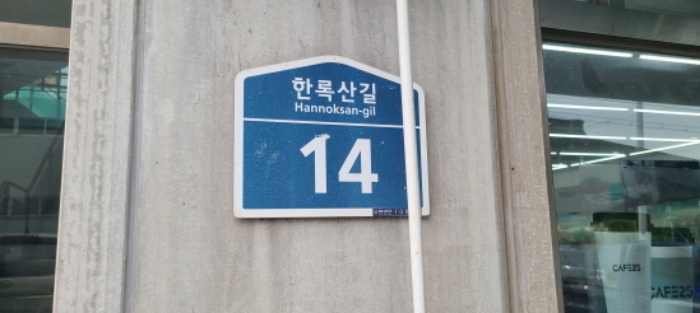 한록산길
Hannoksan-gil
14
CAFE25
CAFE25